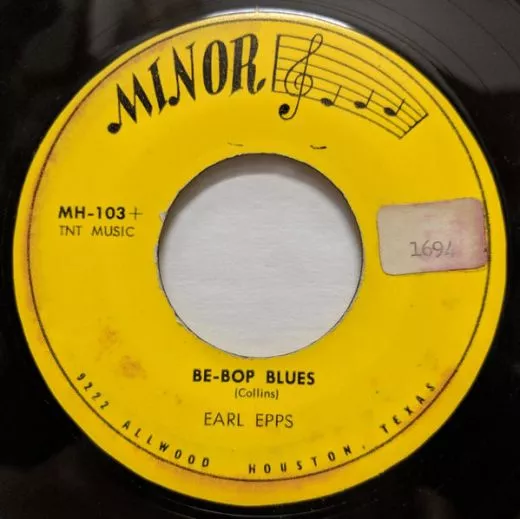 MINOR
MH-103+
TNT MUSIC
1694
BE-BOP BLUES
(Collins)
EARL EPPS
9222 ALLWOOD HOUSTON, TEXAS